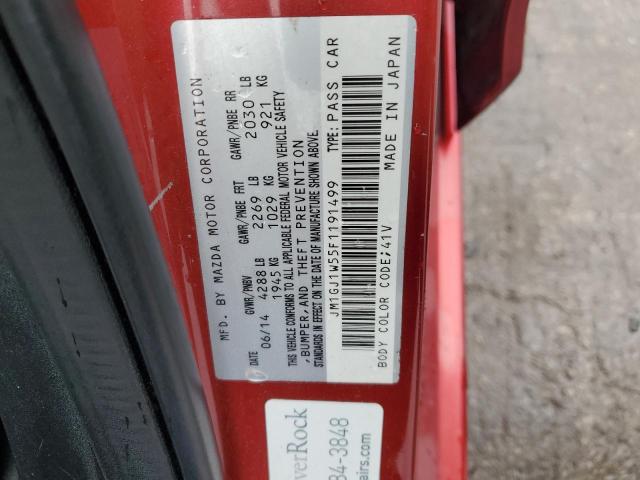 MFD. BY MAZDA MOTOR CORPORATION
DATE GVWR/PNBV GAWR/PNBE FRT GAWR/PNBE RR
06/14 4288 LB 2269 LB 2030 LB
1945 KG 1029 KG 921 KG
THIS VEHICLE CONFORMS TO ALL APPLICABLE FEDERAL MOTOR VEHICLE SAFETY
,BUMPER,AND THEFT PREVENTION
STANDARDS IN EFFECT ON THE DATE OF MANUFACTURE SHOWN ABOVE.
JM1GJ1W55F1191499 TYPE: PASS CAR
BODY COLOR CODE;41V MADE IN JAPAN
verRock
84-3848
airs.com